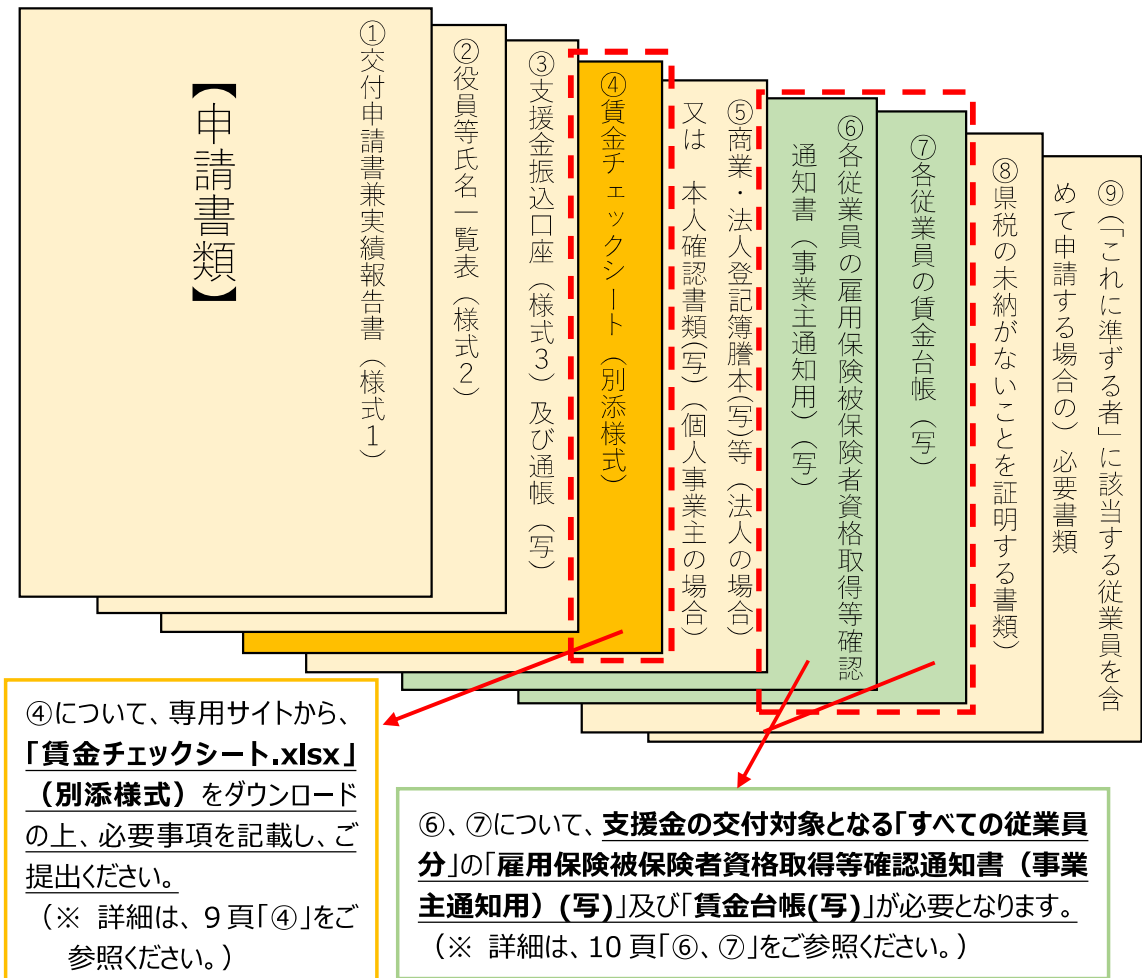 【申請書類】
①交付申請書兼実績報告書（様式１）
②役員等氏名一覧表（様式２）
③支援金振込口座（様式３）及び通帳（写）
④賃金チェックシート（別添様式）
⑤商業・法人登記簿謄本(写)等（法人の場合）
又は　本人確認書類(写)（個人事業主の場合）
⑥各従業員の雇用保険被保険者資格取得等確認
通知書（事業主通知用）（写）
⑦各従業員の賃金台帳（写）
⑧県税の未納がないことを証明する書類）
⑨（「これに準ずる者」に該当する従業員を含
めて申請する場合の）必要書類
④について、専用サイトから、
「賃金チェックシート.xlsx」
（別添様式）をダウンロード
の上、必要事項を記載し、ご
提出ください。
（※ 詳細は、９頁「④」をご
参照ください。）
⑥、⑦について、支援金の交付対象となる「すべての従業員
分」の「雇用保険被保険者資格取得等確認通知書（事業
主通知用）(写)」及び「賃金台帳(写)」が必要となります。
（※ 詳細は、10 頁「⑥、⑦」をご参照ください。）